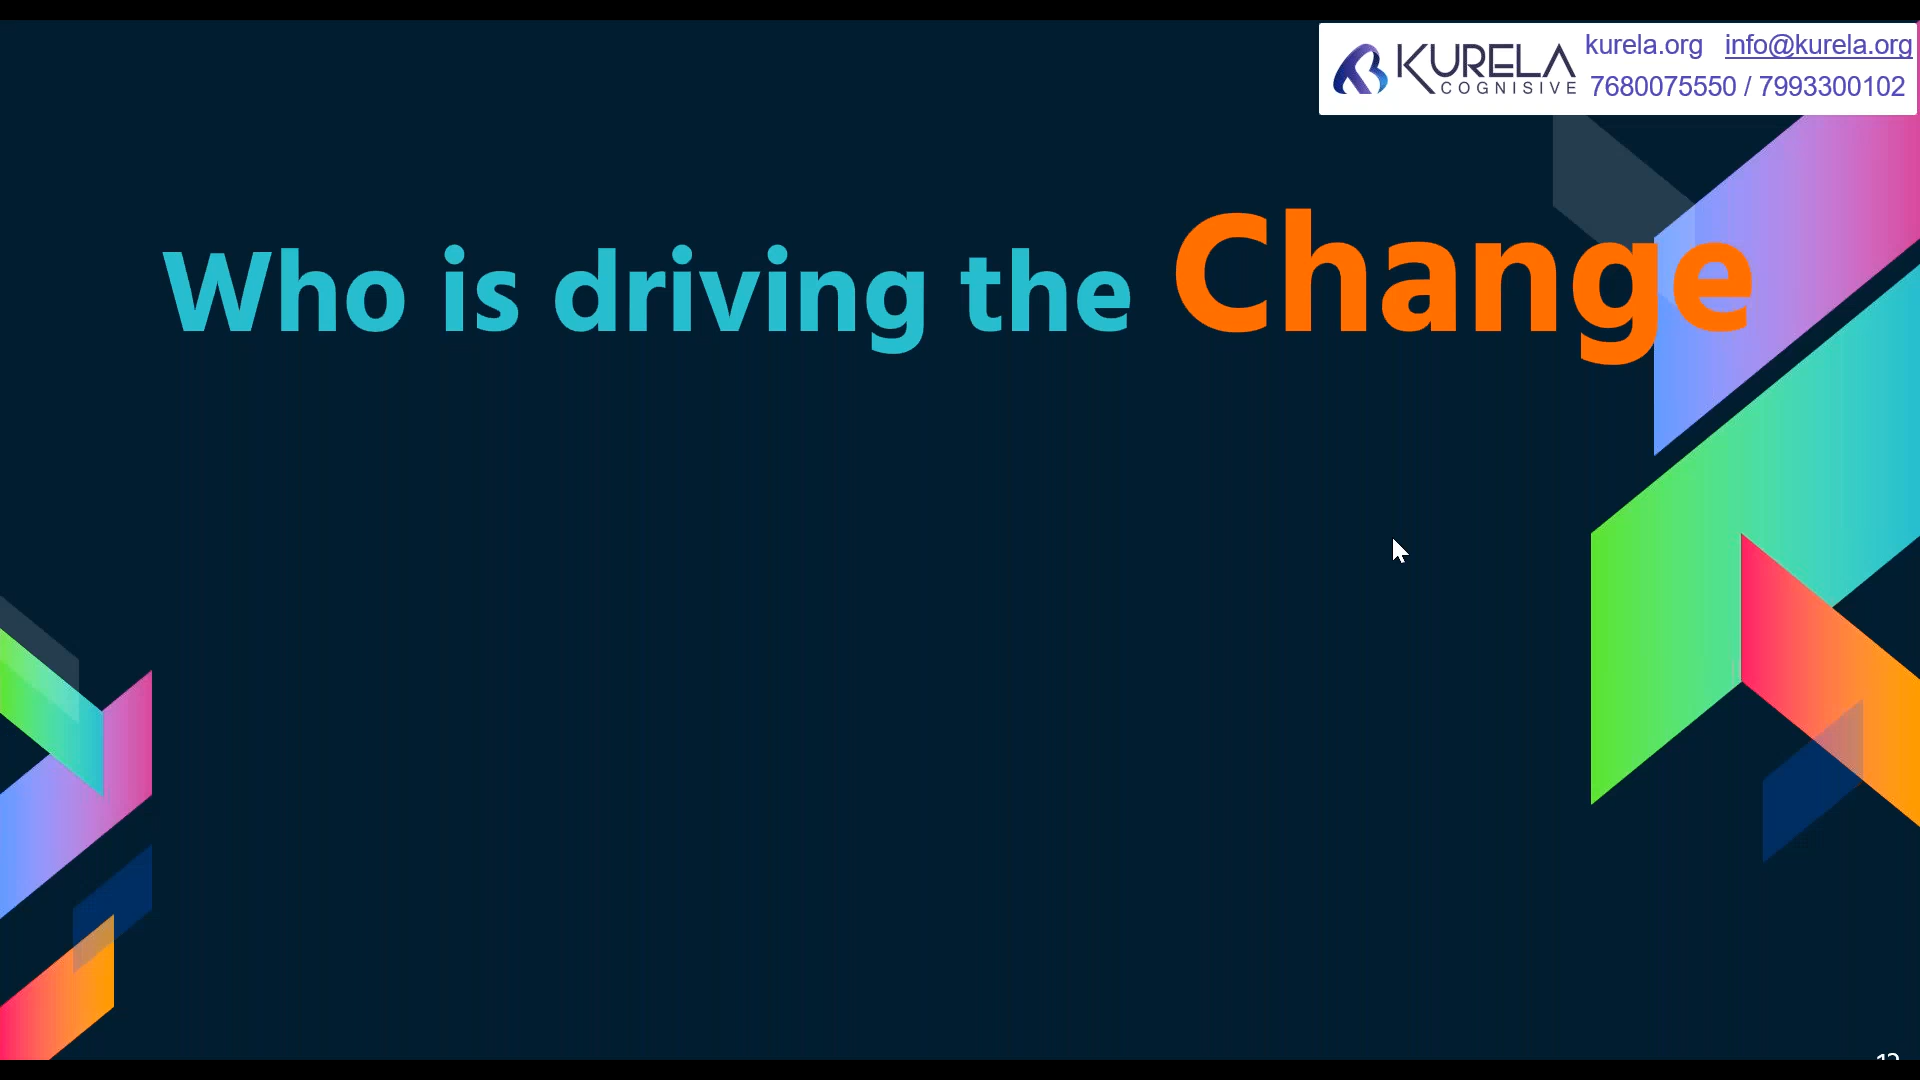 KURELA
COGNISIVE
kurela.org info@kurela.org
7680075550 / 7993300102
Who is driving the Change